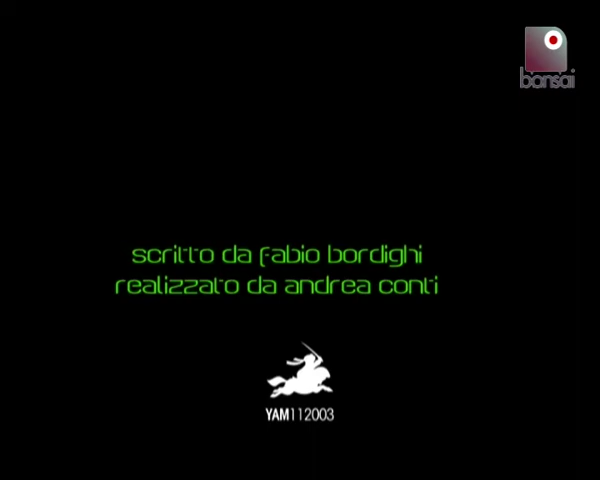 bonsai
scritto da fabio bordighi
realizzato da andrea conti
YAM112003